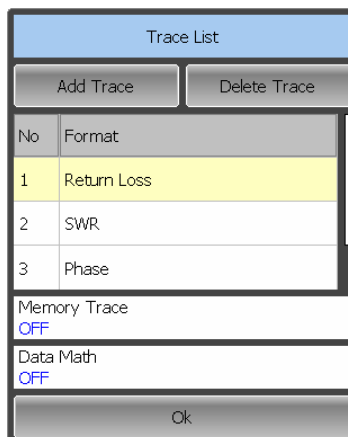 Trace List
Add Trace Delete Trace
No Format
1 Return Loss
2 SWR
3 Phase
Memory Trace
OFF
Data Math
OFF
Ok